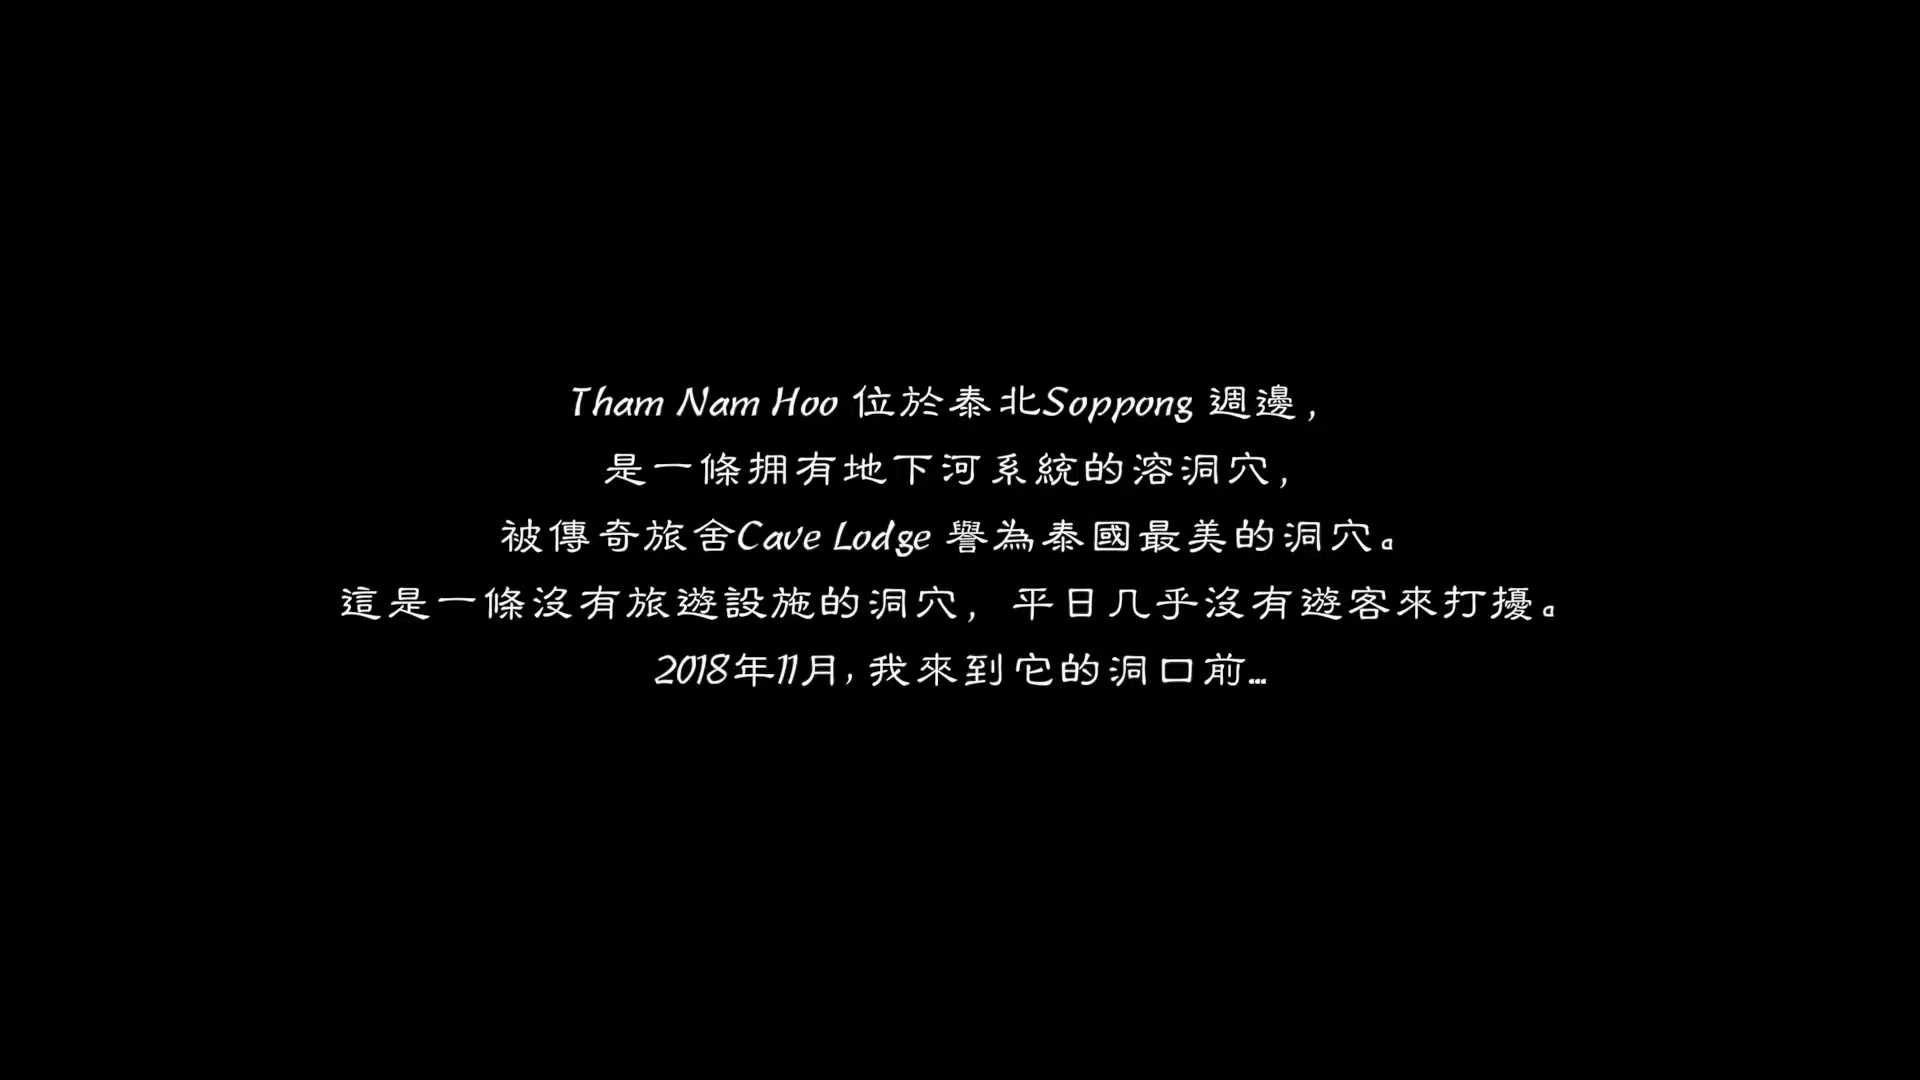 Tham Nam Hoo 位於泰北Soppong 週邊，
是一條拥有地下河系統的溶洞穴，
被傳奇旅舍Cave Lodge 譽為泰國最美的洞穴。
這是一條沒有旅遊設施的洞穴，平日几乎沒有遊客來打擾。
2018年11月，我來到它的洞口前...